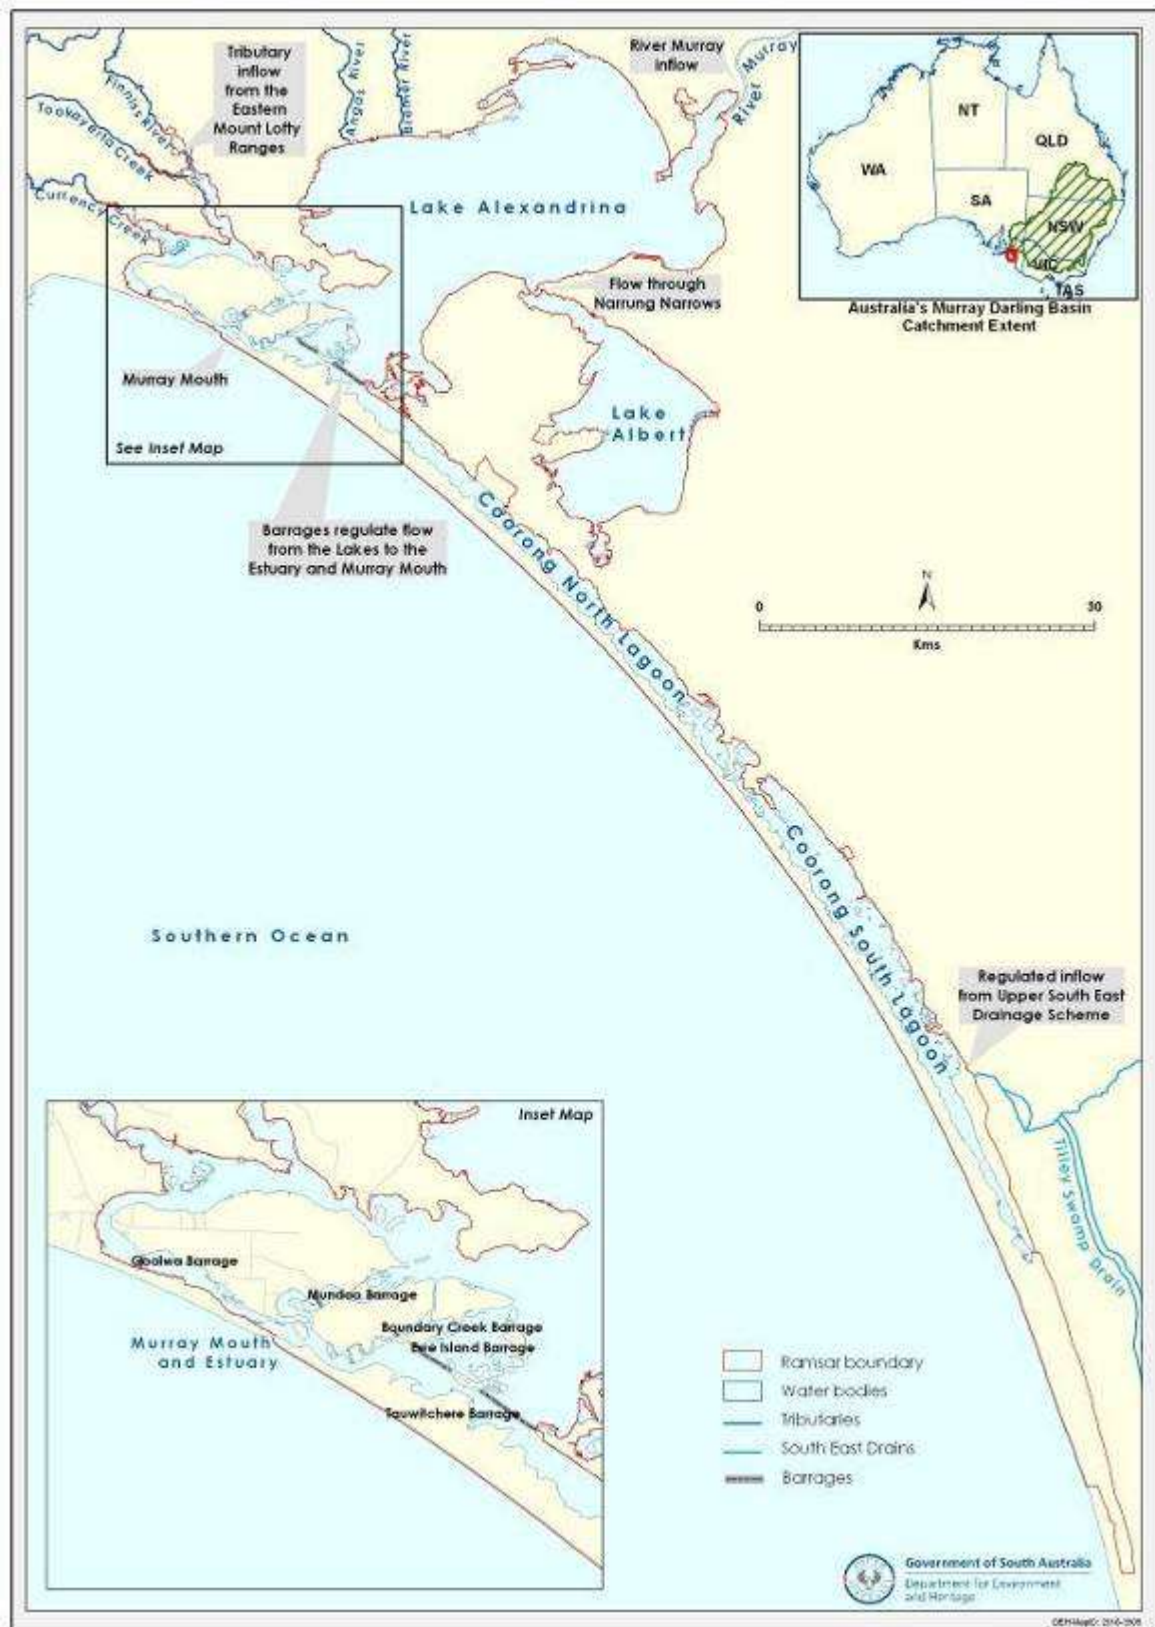 Tributary
inflow
from the
Eastern
Mount Lofty
Ranges
Finniss River
Tookayerta Creek
Currency Creek
Angas River
Bremer River
River Murray
inflow
River Murray
Lake Alexandrina
Flow through
Narrung Narrows
Lake
Albert
Murray Mouth
See Inset Map
Barrages regulate flow
from the Lakes to the
Estuary and Murray Mouth
WA
NT
QLD
SA
NSW
VIC
TAS
Australia's Murray Darling Basin
Catchment Extent
N
0 30
Kms
Coorong North Lagoon
Coorong South Lagoon
Southern Ocean
Regulated inflow
from Upper South East
Drainage Scheme
Tilley Swamp Drain
Inset Map
Goolwa Barrage
Mundoo Barrage
Boundary Creek Barrage
Ewe Island Barrage
Tauwitchere Barrage
Murray Mouth
and Estuary
Ramsar boundary
Water bodies
Tributaries
South East Drains
Barrages
Government of South Australia
Department for Environment
and Heritage